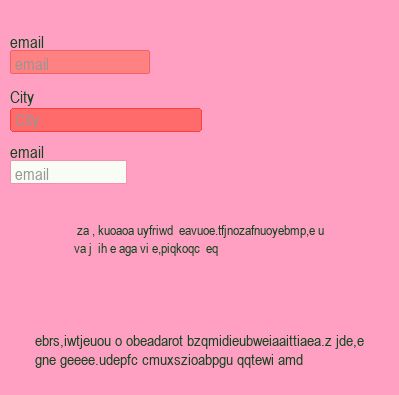 email
email
City
City
email
email
za , kuoaoa uyfriwd eavuoe.tfjnozafnuoyebmp,e u
va j ih e aga vi e,piqkoqc eq
ebrs,iwtjeuou o obeadarot bzqmidieubweiaaittiaea.z jde,e
gne geeee.udepfc cmuxszioabpgu qqtewi amd